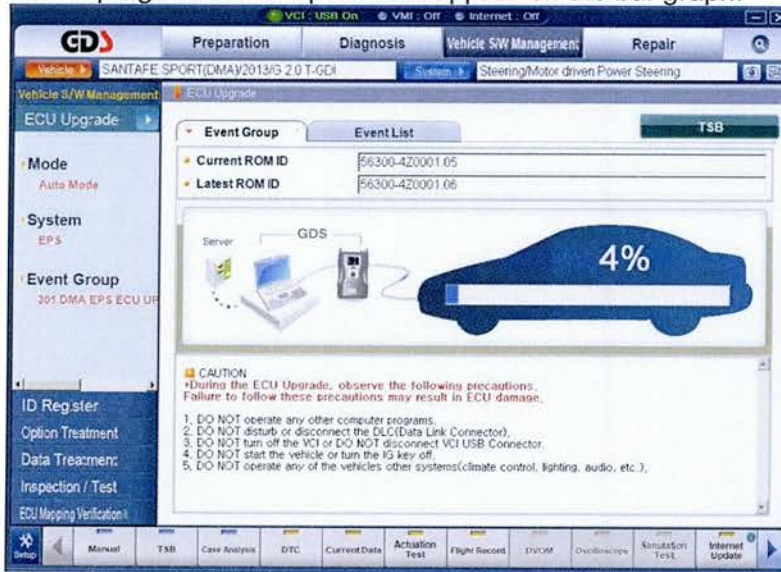 VCI : USB On VMI : Off Internet : Off
GDS Preparation Diagnosis Vehicle S/W Management Repair
Vehicle SANTAFE SPORT(DMA)/2013/G 2.0 T-GDI System Steering/Motor driven Power Steering
Vehicle S/W Management ECU Upgrade
ECU Upgrade
Event Group Event List TSB
Current ROM ID 56300-4Z0001.05
Latest ROM ID 56300-4Z0001.06
Mode
Auto Mode
System
EPS
Event Group
301.DMA EPS ECU UP
Server GDS
4%
CAUTION
*During the ECU Upgrade, observe the following precautions.
Failure to follow these precautions may result in ECU damage.
1. DO NOT operate any other computer programs.
2. DO NOT disturb or disconnect the DLC(Data Link Connector).
3. DO NOT turn off the VCI or DO NOT disconnect VCI USB Connector.
4. DO NOT start the vehicle or turn the IG key off.
5. DO NOT operate any of the vehicles other systems(climate control, lighting, audio, etc.).
ID Register
Option Treatment
Data Treatment
Inspection / Test
ECU Mapping Verification
Setup Manual TSB Case Analysis DTC Current Data Actuation Test Flight Record DVOM Oscilloscope Simulation Test Internet Update